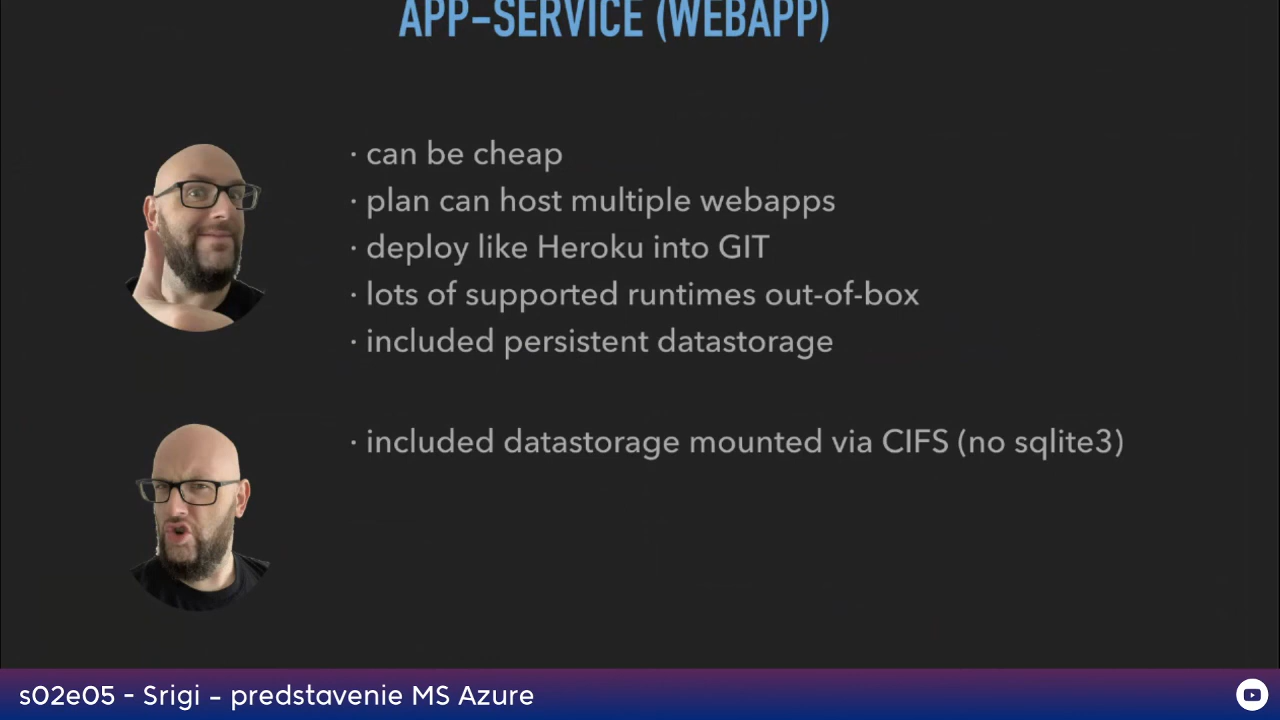 APP-SERVICE (WEBAPP)
· can be cheap
· plan can host multiple webapps
· deploy like Heroku into GIT
· lots of supported runtimes out-of-box
· included persistent datastorage
· included datastorage mounted via CIFS (no sqlite3)
s02e05 - Srigi - predstavenie MS Azure